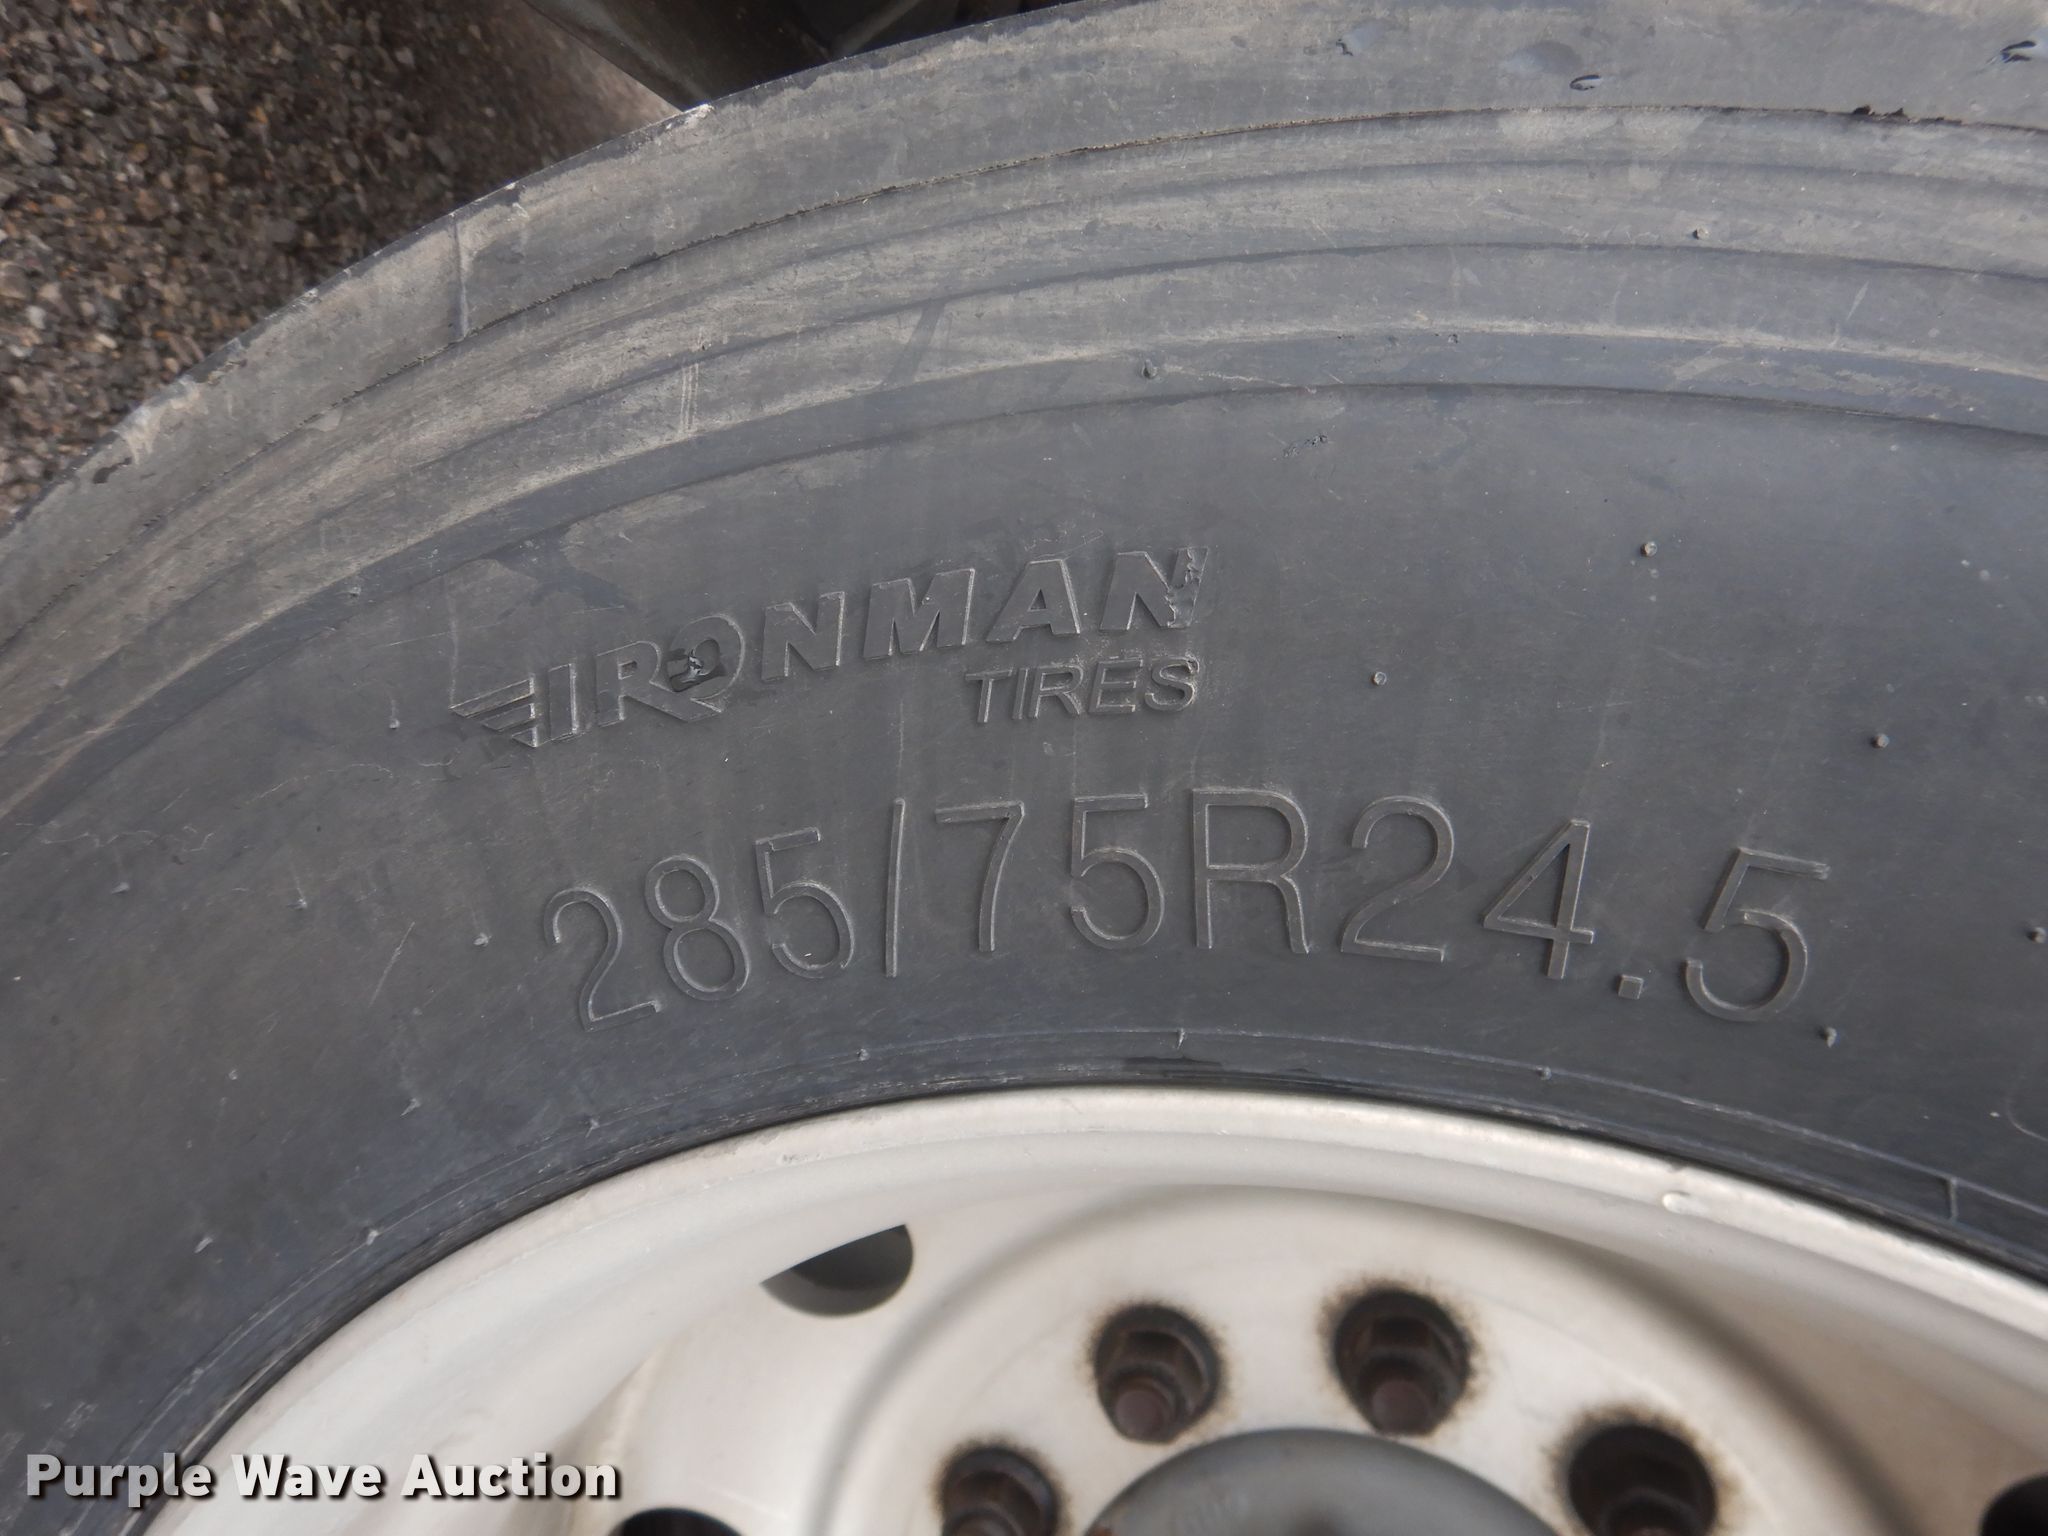 IRONMAN
TIRES
285/75R24.5
Purple Wave Auction